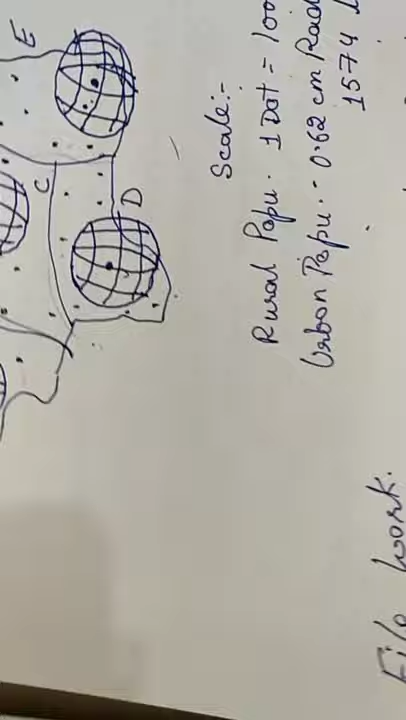 E
C
D
Scale:-
Rural Popu. 1 Dot = 100
Urban Popu.- 0.62 cm Rad
1574
File work.